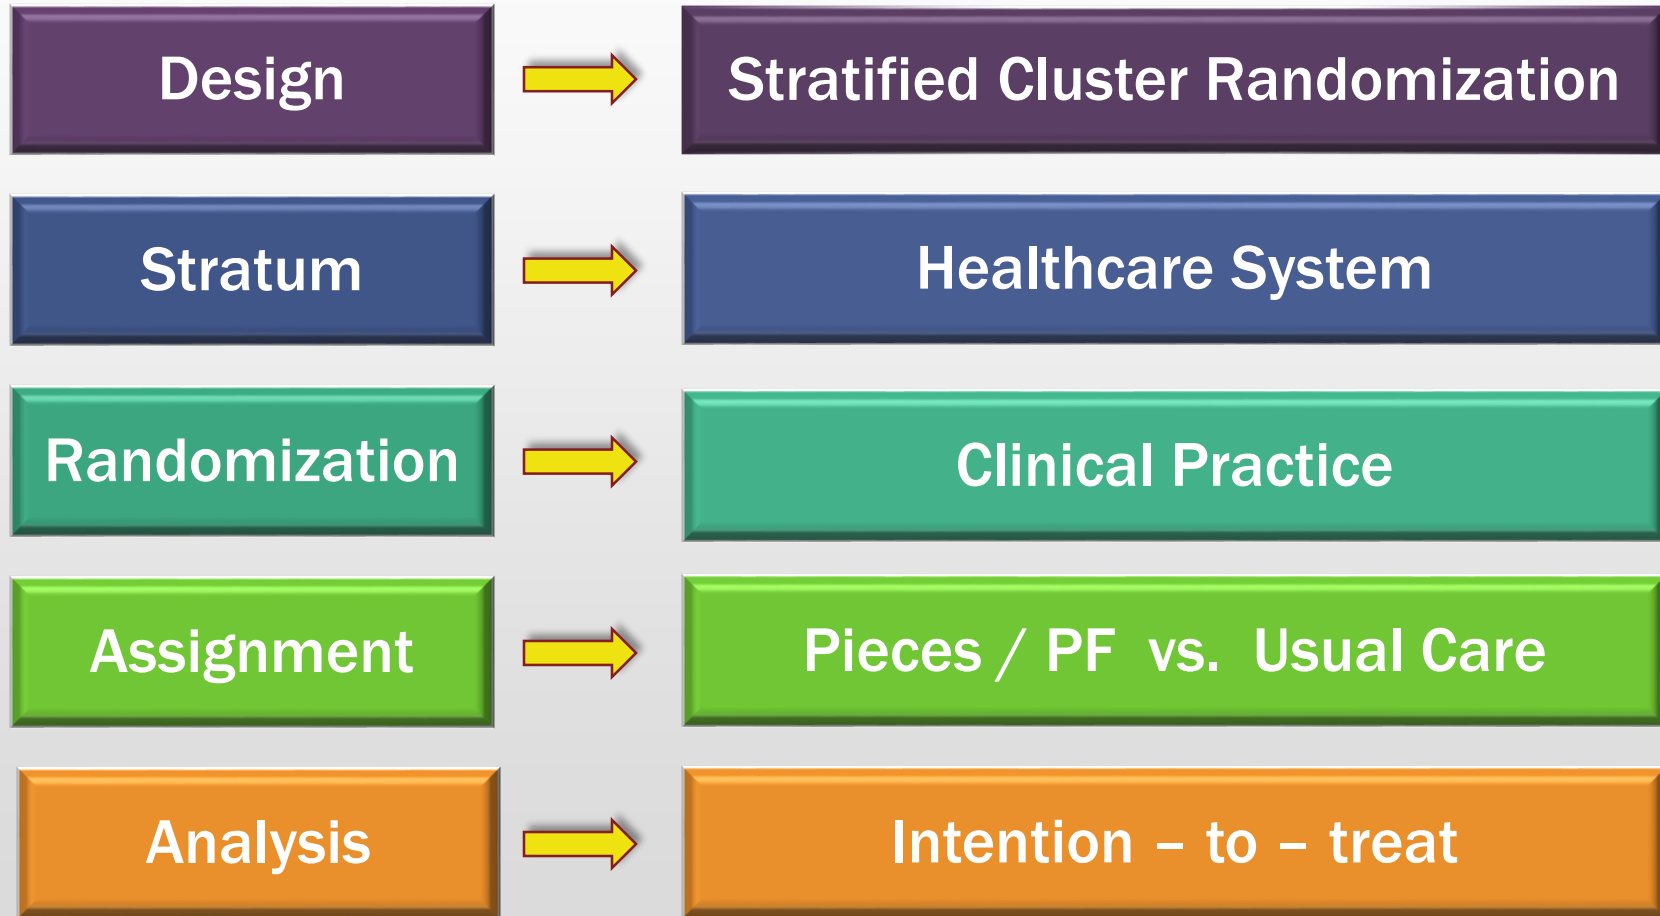 Design
Stratified Cluster Randomization
Stratum
Healthcare System
Randomization
Clinical Practice
Assignment
Pieces / PF vs. Usual Care
Analysis
Intention – to – treat